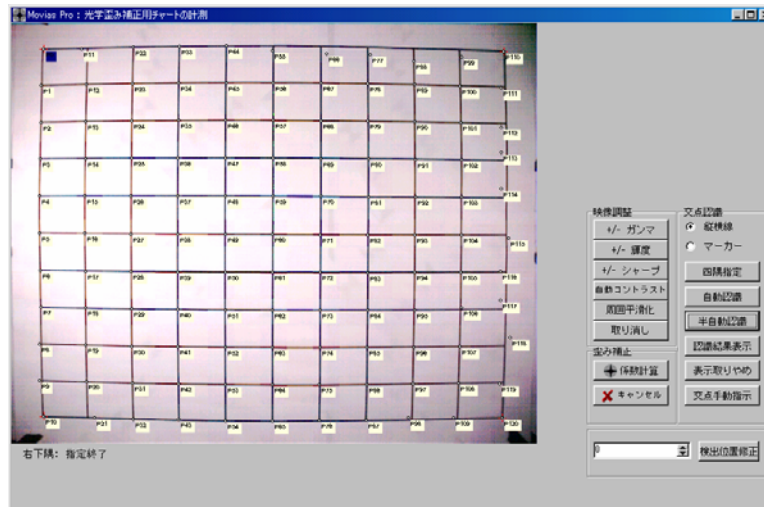 Movias Pro : 光学歪み補正用チャートの計測
P11 P22 P33 P44 P55 P66 P77 P88 P99 P110
P1 P12 P23 P34 P45 P56 P67 P78 P89 P100 P111
P2 P13 P24 P35 P46 P57 P68 P79 P90 P101 P112
P3 P14 P25 P36 P47 P58 P69 P80 P91 P102 P113
P4 P15 P26 P37 P48 P59 P70 P81 P92 P103 P114
P5 P16 P27 P38 P49 P60 P71 P82 P93 P104 P115
P6 P17 P28 P39 P50 P61 P72 P83 P94 P105 P116
P7 P18 P29 P40 P51 P62 P73 P84 P95 P106 P117
P8 P19 P30 P41 P52 P63 P74 P85 P96 P107 P118
P9 P20 P31 P42 P53 P64 P75 P86 P97 P108 P119
P10 P21 P32 P43 P54 P65 P76 P87 P98 P109 P120
右下隅: 指定終了
映像調整
+/- ガンマ
+/- 輝度
+/- シャープ
自動コントラスト
周囲平滑化
取り消し
歪み補止
係数計算
キャンセル
交点認識
縦横線
マーカー
四隅指定
自動認識
半自動認識
認識結果表示
表示取りやめ
交点手動指示
0
検出位置修正